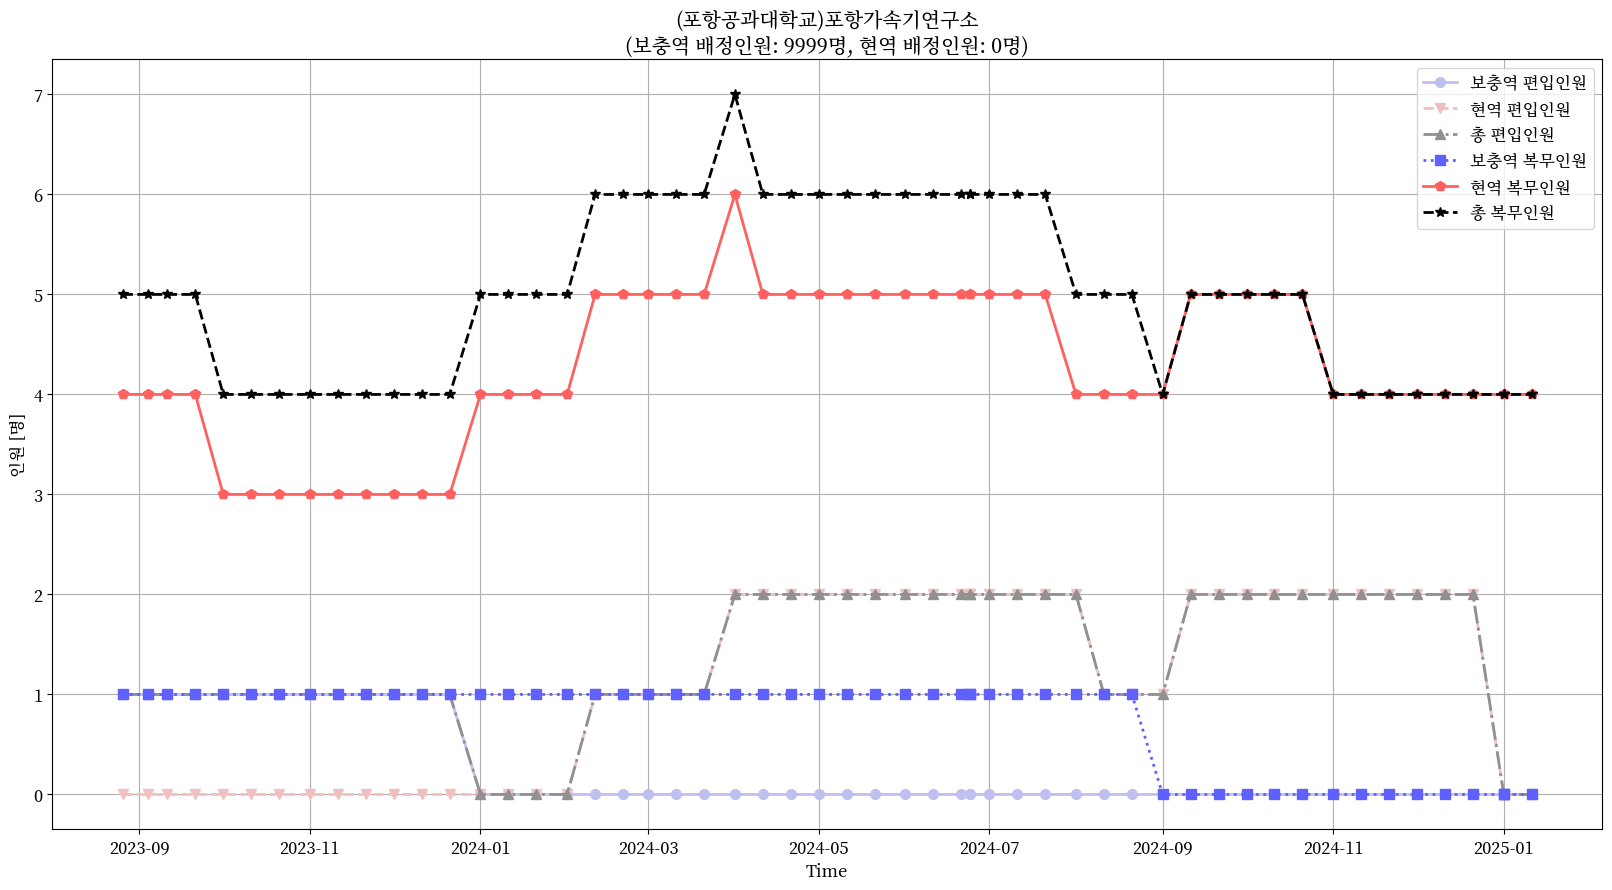 (포항공과대학교)포항가속기연구소
(보충역 배정인원: 9999명, 현역 배정인원: 0명)
보충역 편입인원
현역 편입인원
총 편입인원
보충역 복무인원
현역 복무인원
총 복무인원
인원 [명]
7
6
5
4
3
2
1
0
2023-09 2023-11 2024-01 2024-03 2024-05 2024-07 2024-09 2024-11 2025-01
Time